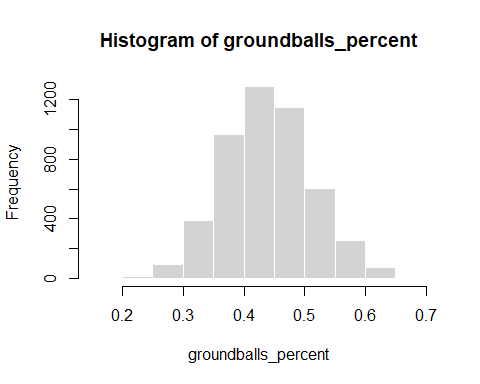 Histogram of groundballs_percent
Frequency
1200
800
400
0
0.2 0.3 0.4 0.5 0.6 0.7
groundballs_percent